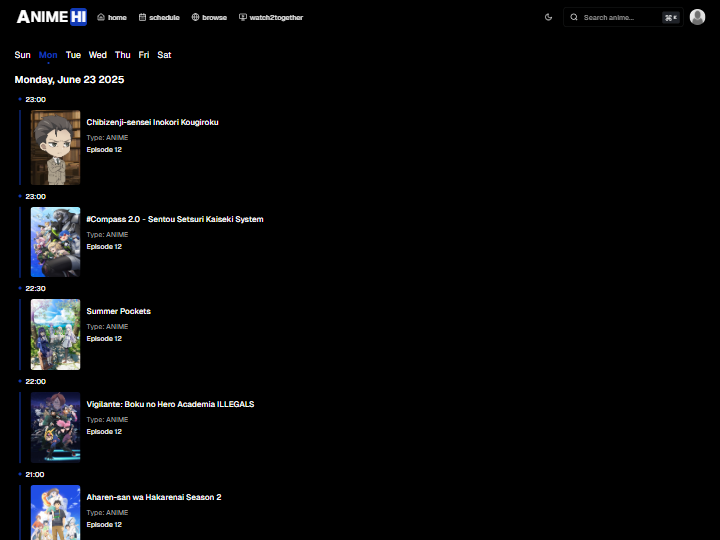 ANIME HI home schedule browse watch2together Search anime... ⌘K
Sun Mon Tue Wed Thu Fri Sat
Monday, June 23 2025
23:00
Chibizenji-sensei Inokori Kougiroku
Type: ANIME
Episode 12
23:00
#Compass 2.0 - Sentou Setsuri Kaiseki System
Type: ANIME
Episode 12
22:30
Summer Pockets
Type: ANIME
Episode 12
22:00
Vigilante: Boku no Hero Academia ILLEGALS
Type: ANIME
Episode 12
21:00
Aharen-san wa Hakarenai Season 2
Type: ANIME
Episode 12